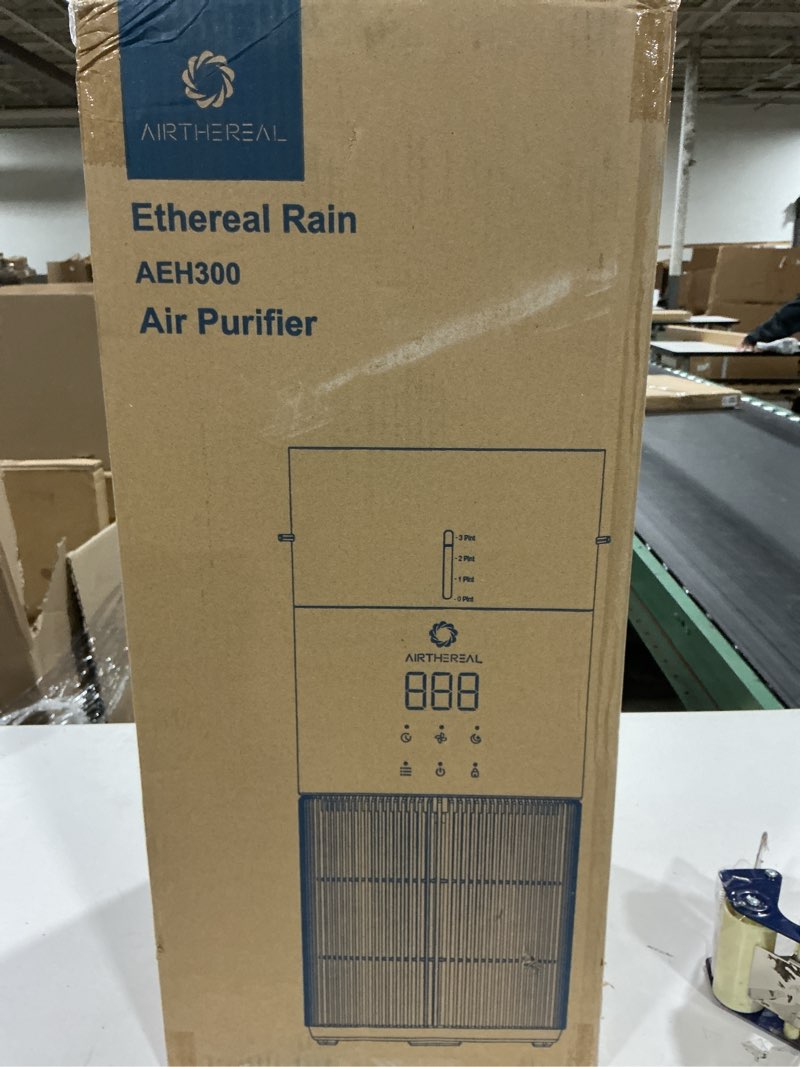 AIRTHEREAL
Ethereal Rain
AEH300
Air Purifier
3 Pint
2 Pint
1 Pint
0 Pint
AIRTHEREAL
888